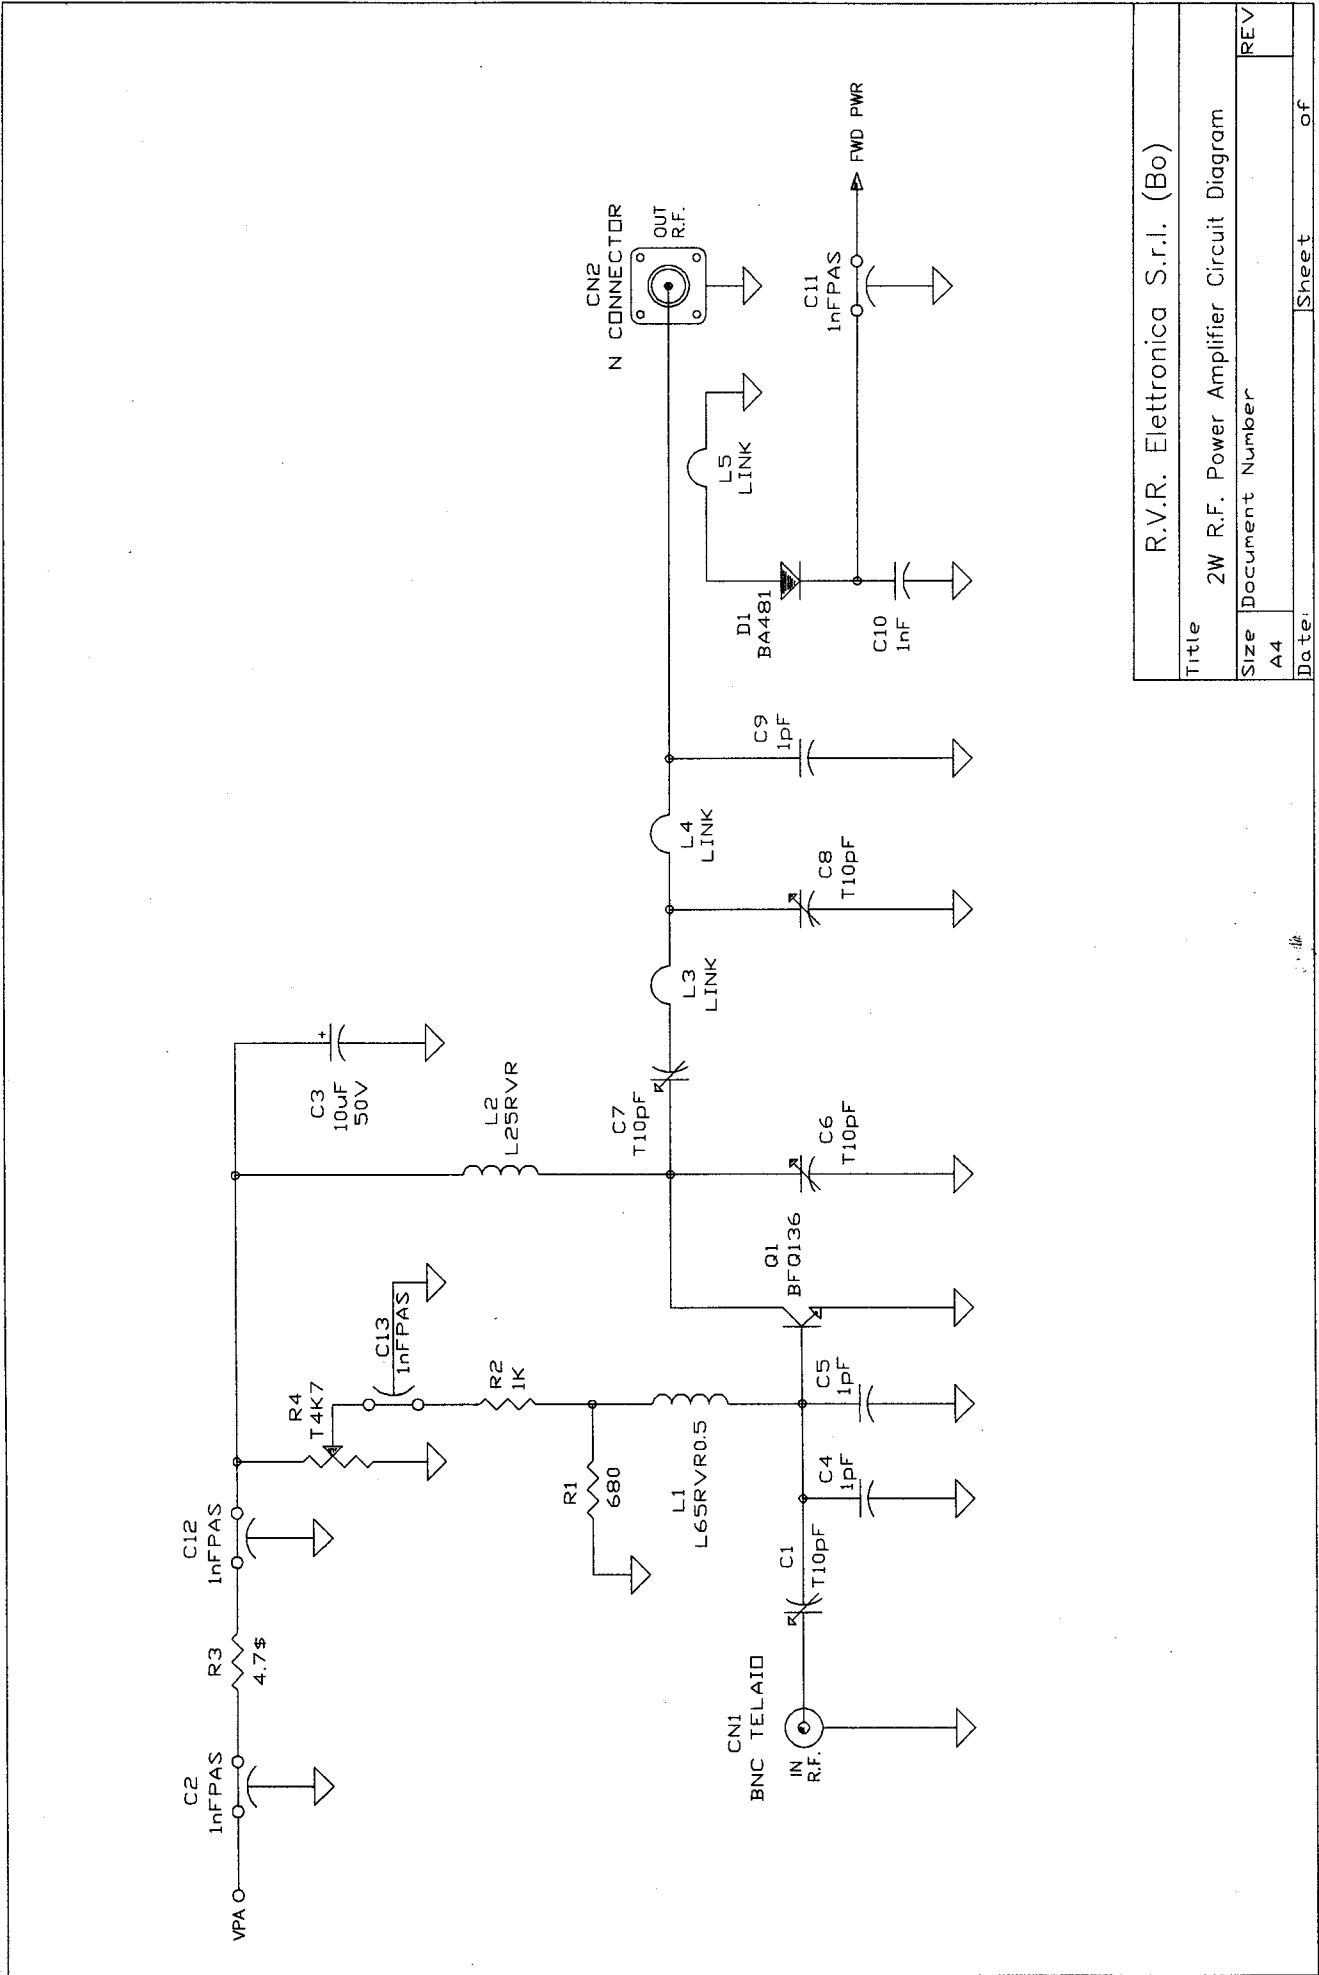 VPA
C2
1nFPAS
R3
4.7$
C12
1nFPAS
R4
T4K7
C13
1nFPAS
R2
1K
R1
680
L1
L65RVR0.5
C3
10uF
50V
+
L2
L25RVR
CN1
BNC TELAIO
IN
R.F.
C1
T10pF
C4
1pF
C5
1pF
Q1
BFQ136
C6
T10pF
C7
T10pF
L3
LINK
C8
T10pF
L4
LINK
C9
1pF
D1
BA481
C10
1nF
L5
LINK
CN2
N CONNECTOR
OUT
R.F.
C11
1nFPAS
FWD PWR
R.V.R. Elettronica S.r.l. (Bo)
Title
2W R.F. Power Amplifier Circuit Diagram
Size Document Number REV
A4
Date: Sheet of